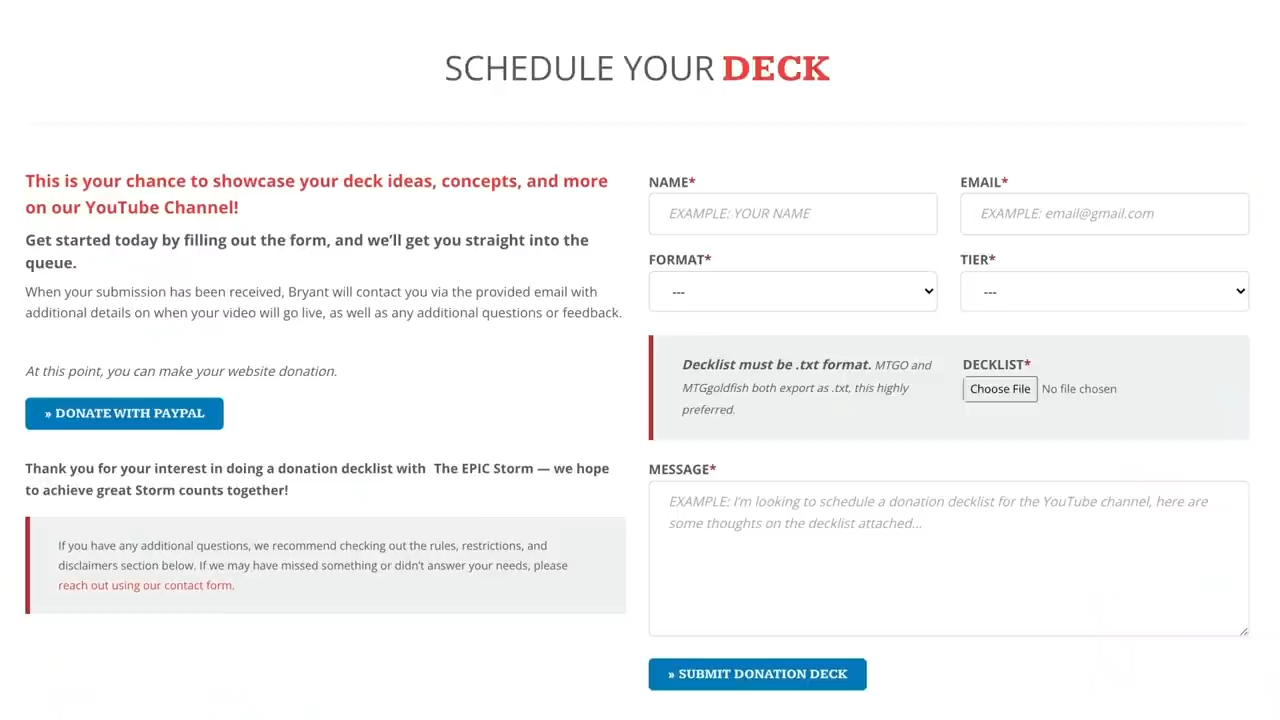 SCHEDULE YOUR DECK
This is your chance to showcase your deck ideas, concepts, and more
on our YouTube Channel!
Get started today by filling out the form, and we’ll get you straight into the
queue.
When your submission has been received, Bryant will contact you via the provided email with
additional details on when your video will go live, as well as any additional questions or feedback.
At this point, you can make your website donation.
» DONATE WITH PAYPAL
Thank you for your interest in doing a donation decklist with The EPIC Storm — we hope
to achieve great Storm counts together!
If you have any additional questions, we recommend checking out the rules, restrictions, and
disclaimers section below. If we may have missed something or didn’t answer your needs, please
reach out using our contact form.
NAME*
EXAMPLE: YOUR NAME
EMAIL*
EXAMPLE: email@gmail.com
FORMAT*
---
TIER*
---
Decklist must be .txt format. MTGO and
MTGgoldfish both export as .txt, this highly
preferred.
DECKLIST*
Choose File No file chosen
MESSAGE*
EXAMPLE: I’m looking to schedule a donation decklist for the YouTube channel, here are
some thoughts on the decklist attached...
» SUBMIT DONATION DECK